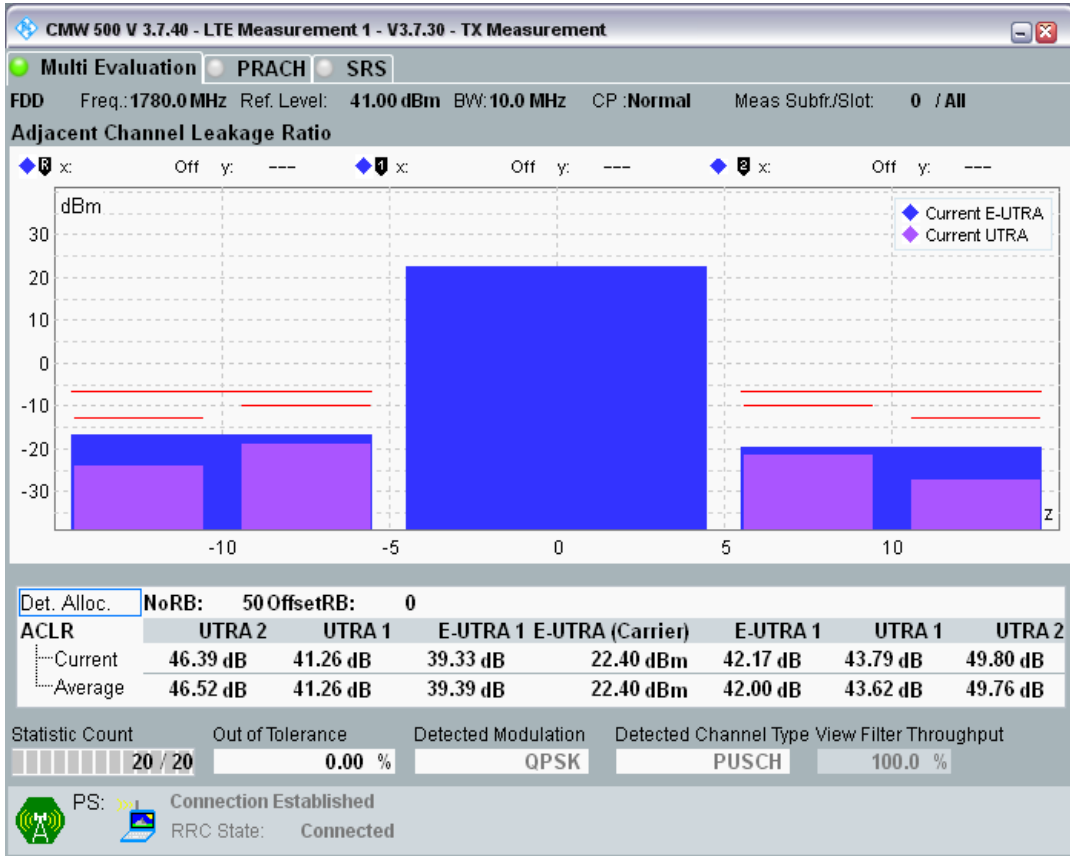 CMW 500 V 3.7.40 - LTE Measurement 1 - V3.7.30 - TX Measurement
Multi Evaluation PRACH SRS
FDD Freq.:1780.0 MHz Ref. Level: 41.00 dBm BW:10.0 MHz CP :Normal Meas Subfr./Slot: 0 / All
Adjacent Channel Leakage Ratio
R x: Off y: --- 1 x: Off y: --- 2 x: Off y: ---
dBm
Current E-UTRA
Current UTRA
30
20
10
0
-10
-20
-30
z
-10 -5 0 5 10
Det. Alloc. NoRB: 50 OffsetRB: 0
ACLR UTRA 2 UTRA 1 E-UTRA 1 E-UTRA (Carrier) E-UTRA 1 UTRA 1 UTRA 2
Current 46.39 dB 41.26 dB 39.33 dB 22.40 dBm 42.17 dB 43.79 dB 49.80 dB
Average 46.52 dB 41.26 dB 39.39 dB 22.40 dBm 42.00 dB 43.62 dB 49.76 dB
Statistic Count Out of Tolerance Detected Modulation Detected Channel Type View Filter Throughput
20 / 20 0.00 % QPSK PUSCH 100.0 %
PS: Connection Established
RRC State: Connected